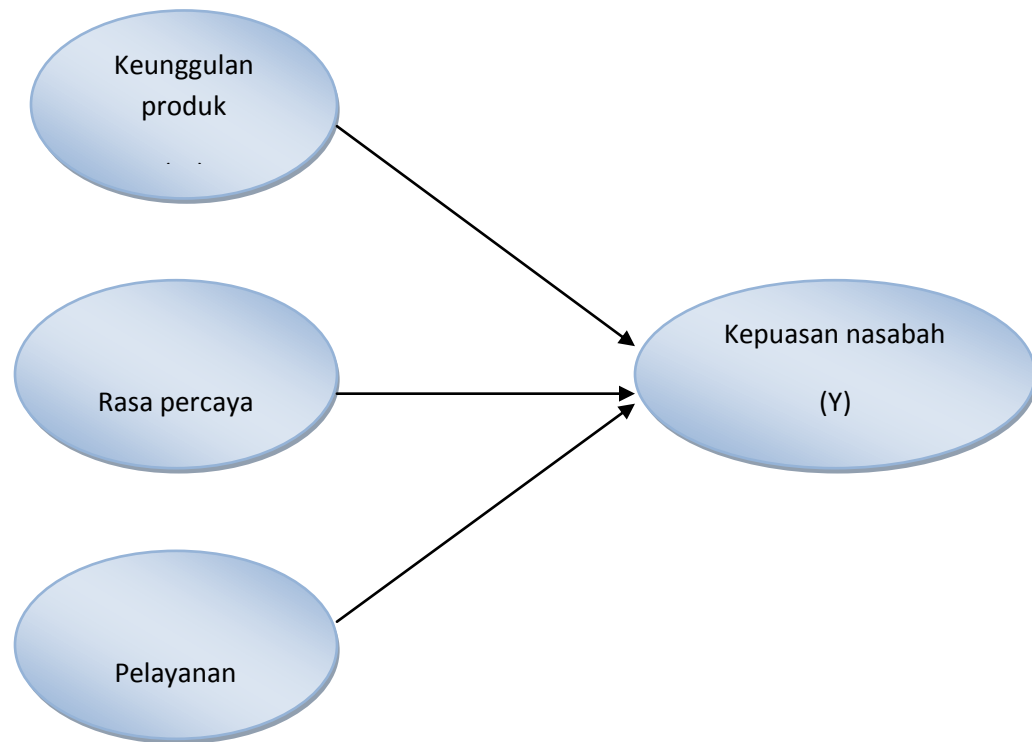 Keunggulan
produk
Rasa percaya
Kepuasan nasabah
(Y)
Pelayanan